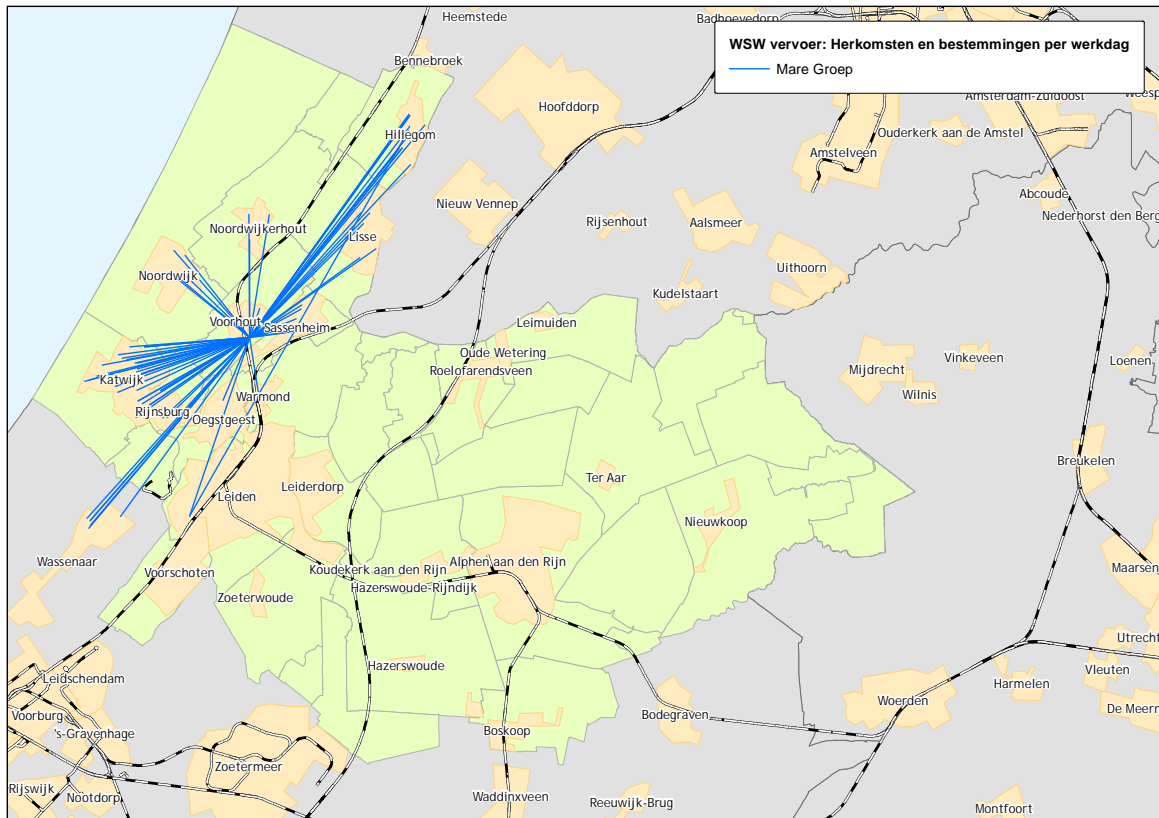 Heemstede
Badhoevedorp
WSW vervoer: Herkomsten en bestemmingen per werkdag
Mare Groep
Bennebroek
Hoofddorp
Weesp
Amsterdam-Zuidoost
Hillegom
Ouderkerk aan de Amstel
Amstelveen
Abcoude
Nieuw Vennep
Rijsenhout
Aalsmeer
Nederhorst den Berg
Noordwijkerhout
Lisse
Uithoorn
Noordwijk
Kudelstaart
Voorhout
Sassenheim
Leimuiden
Oude Wetering
Roelofarendsveen
Vinkeveen
Loenen
Mijdrecht
Katwijk
Wilnis
Warmond
Rijnsburg
Oegstgeest
Breukelen
Leiderdorp
Ter Aar
Leiden
Nieuwkoop
Wassenaar
Voorschoten
Koudekerk aan den Rijn
Alphen aan den Rijn
Maarsen
Hazerswoude-Rijndijk
Zoeterwoude
Utrecht
Hazerswoude
Vleuten
Leidschendam
Harmelen
Woerden
De Meern
Voorburg
Bodegraven
's-Gravenhage
Boskoop
Zoetermeer
Rijswijk
Nootdorp
Waddinxveen
Reeuwijk-Brug
Montfoort